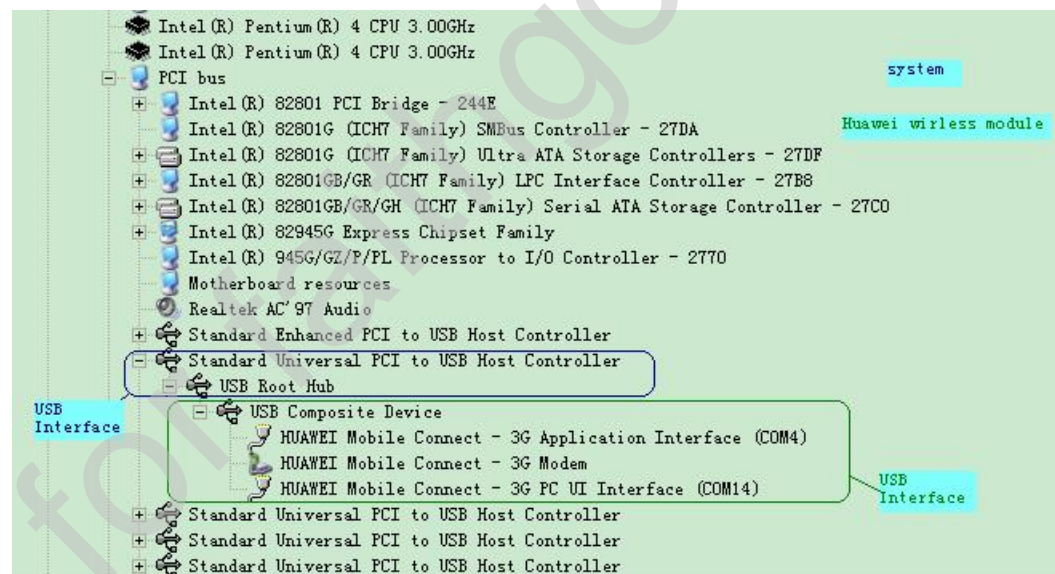 Intel(R) Pentium(R) 4 CPU 3.00GHz
Intel(R) Pentium(R) 4 CPU 3.00GHz
PCI bus
system
Intel(R) 82801 PCI Bridge - 244E
Intel(R) 82801G (ICH7 Family) SMBus Controller - 27DA
Huawei wirless module
Intel(R) 82801G (ICH7 Family) Ultra ATA Storage Controllers - 27DF
Intel(R) 82801GB/GR (ICH7 Family) LPC Interface Controller - 27B8
Intel(R) 82801GB/GR/GH (ICH7 Family) Serial ATA Storage Controller - 27C0
Intel(R) 82945G Express Chipset Family
Intel(R) 945G/GZ/P/PL Processor to I/O Controller - 2770
Motherboard resources
Realtek AC'97 Audio
Standard Enhanced PCI to USB Host Controller
Standard Universal PCI to USB Host Controller
USB Root Hub
USB
Interface
USB Composite Device
HUAWEI Mobile Connect - 3G Application Interface (COM4)
HUAWEI Mobile Connect - 3G Modem
HUAWEI Mobile Connect - 3G PC UI Interface (COM14)
USB
Interface
Standard Universal PCI to USB Host Controller
Standard Universal PCI to USB Host Controller
Standard Universal PCI to USB Host Controller